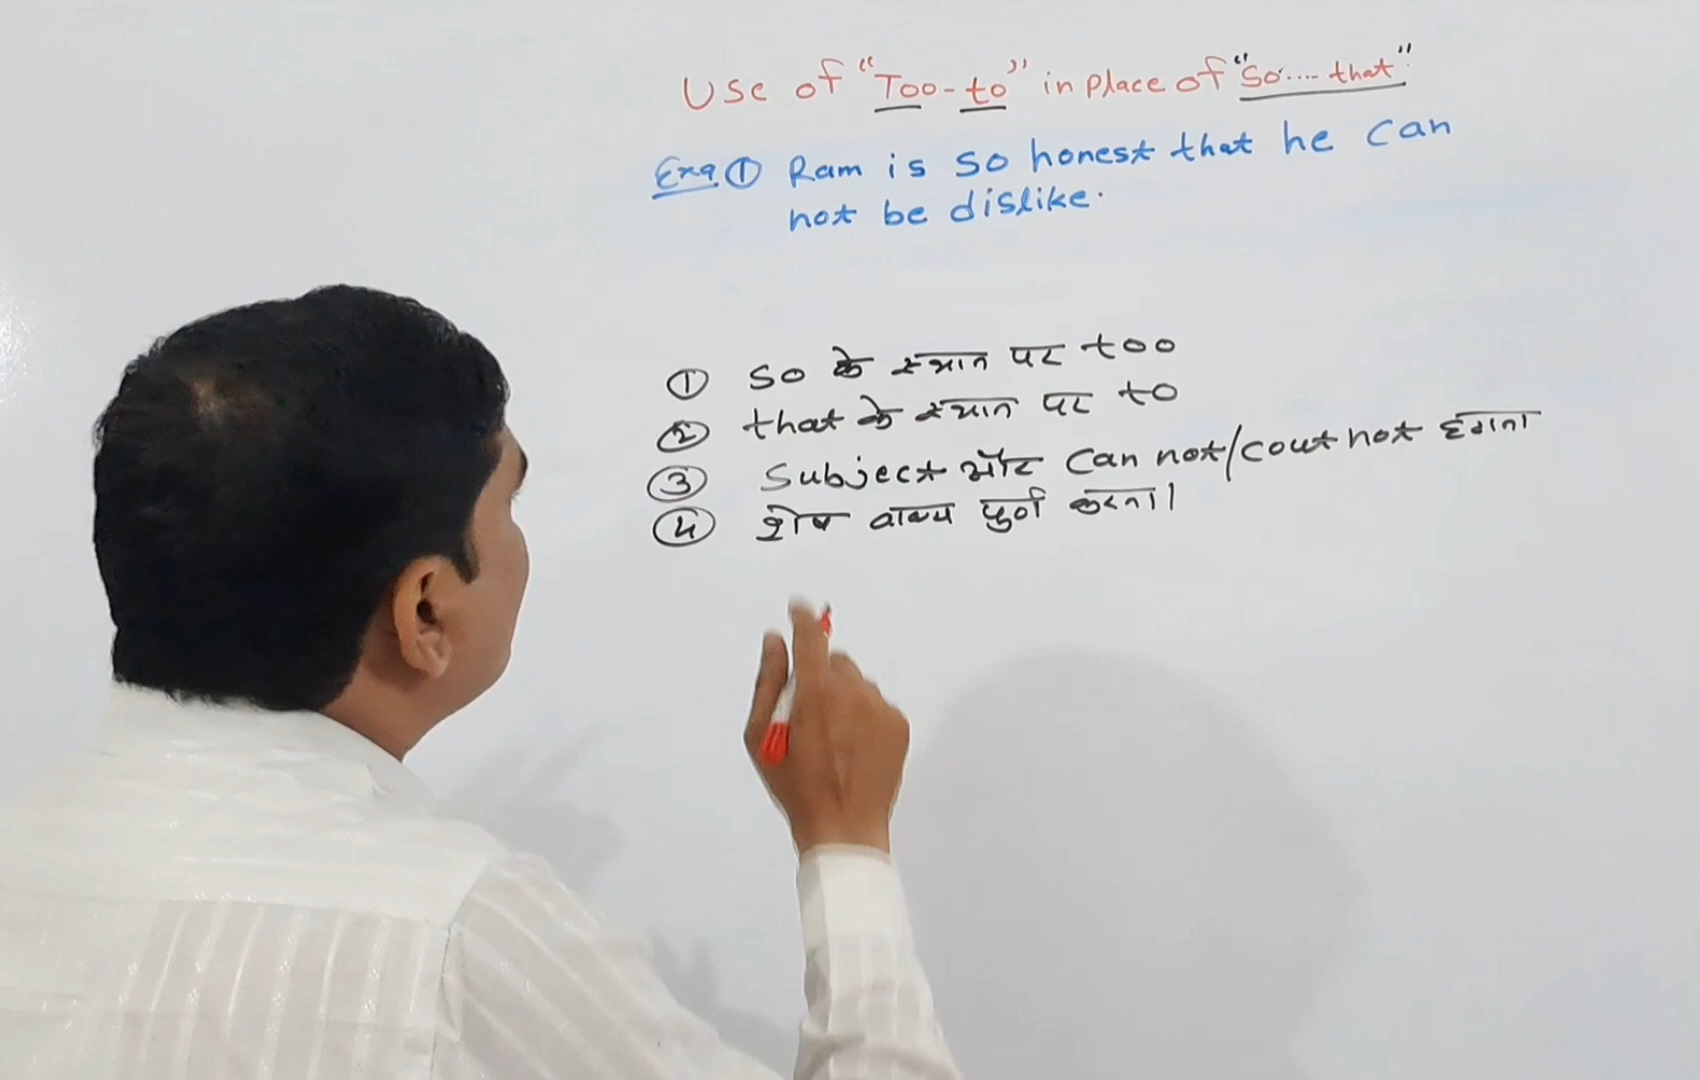 Use of "Too-to" in place of "So.... that"
Exa ① Ram is so honest that he can
not be dislike.
① so के स्थान पर too
② that के स्थान पर to
③ Subject और Can not/cout not हटाना
④ शेष वाक्य पुर्ण करना।